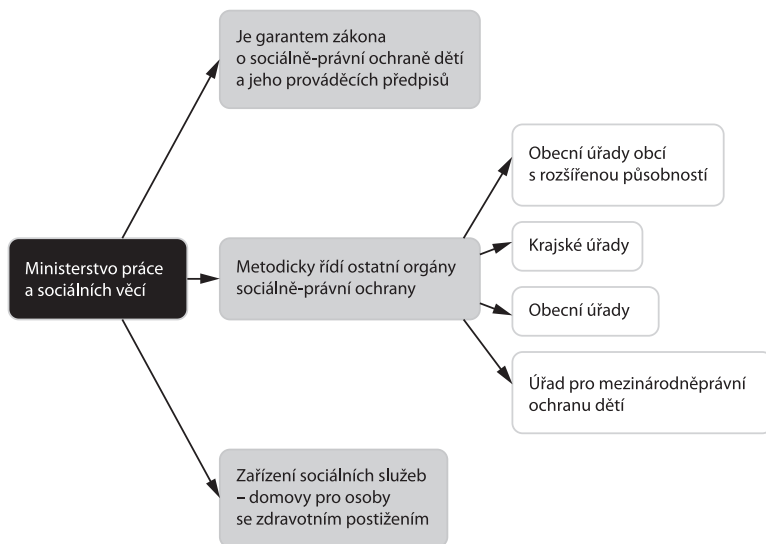 Je garantem zákona
o sociálně-právní ochraně dětí
a jeho prováděcích předpisů
Obecní úřady obcí
s rozšířenou působností
Ministerstvo práce
a sociálních věcí
Metodicky řídí ostatní orgány
sociálně-právní ochrany
Krajské úřady
Obecní úřady
Úřad pro mezinárodněprávní
ochranu dětí
Zařízení sociálních služeb
– domovy pro osoby
se zdravotním postižením